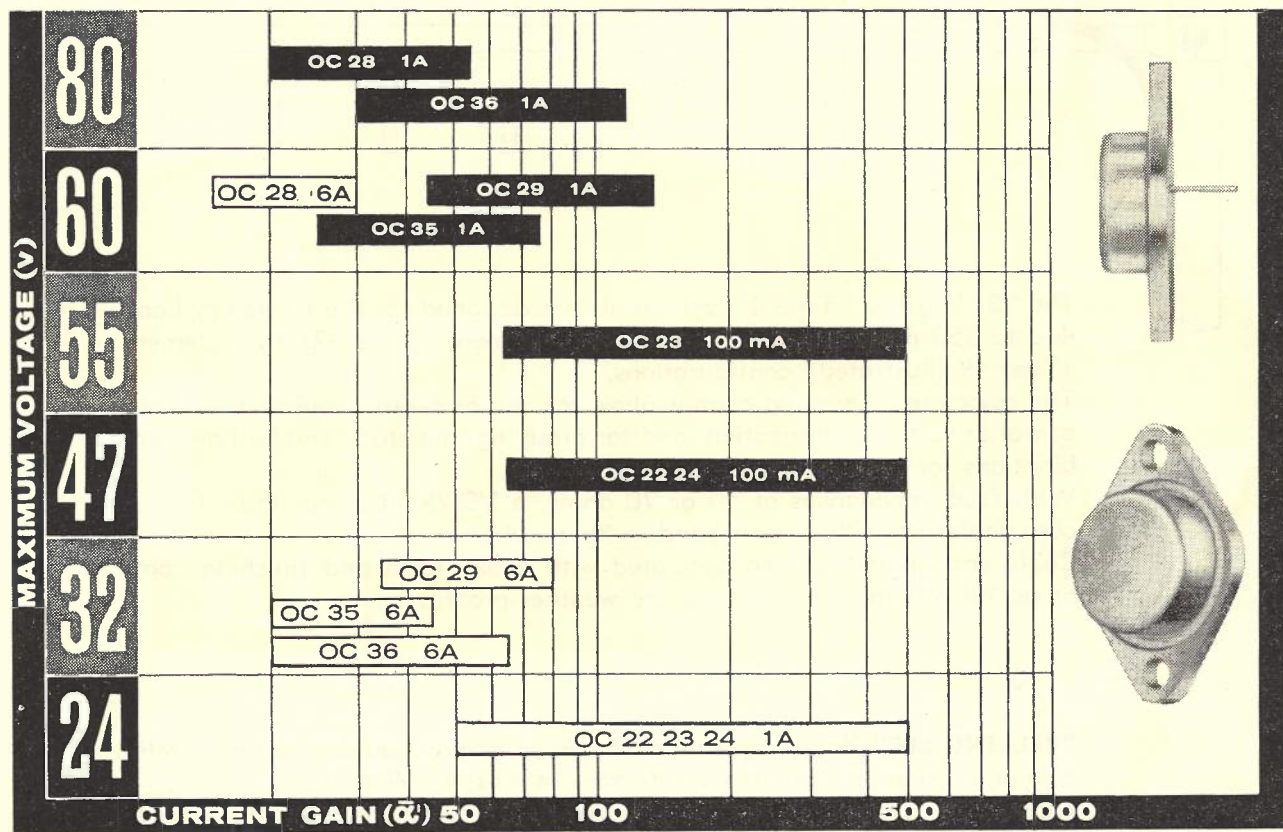 MAXIMUM VOLTAGE (v)
80
OC 28 1A
OC 36 1A
60
OC 28 6A
OC 29 1A
OC 35 1A
55
OC 23 100 mA
47
OC 22 24 100 mA
32
OC 29 6A
OC 35 6A
OC 36 6A
24
OC 22 23 24 1A
CURRENT GAIN (ᾱ') 50 100 500 1000